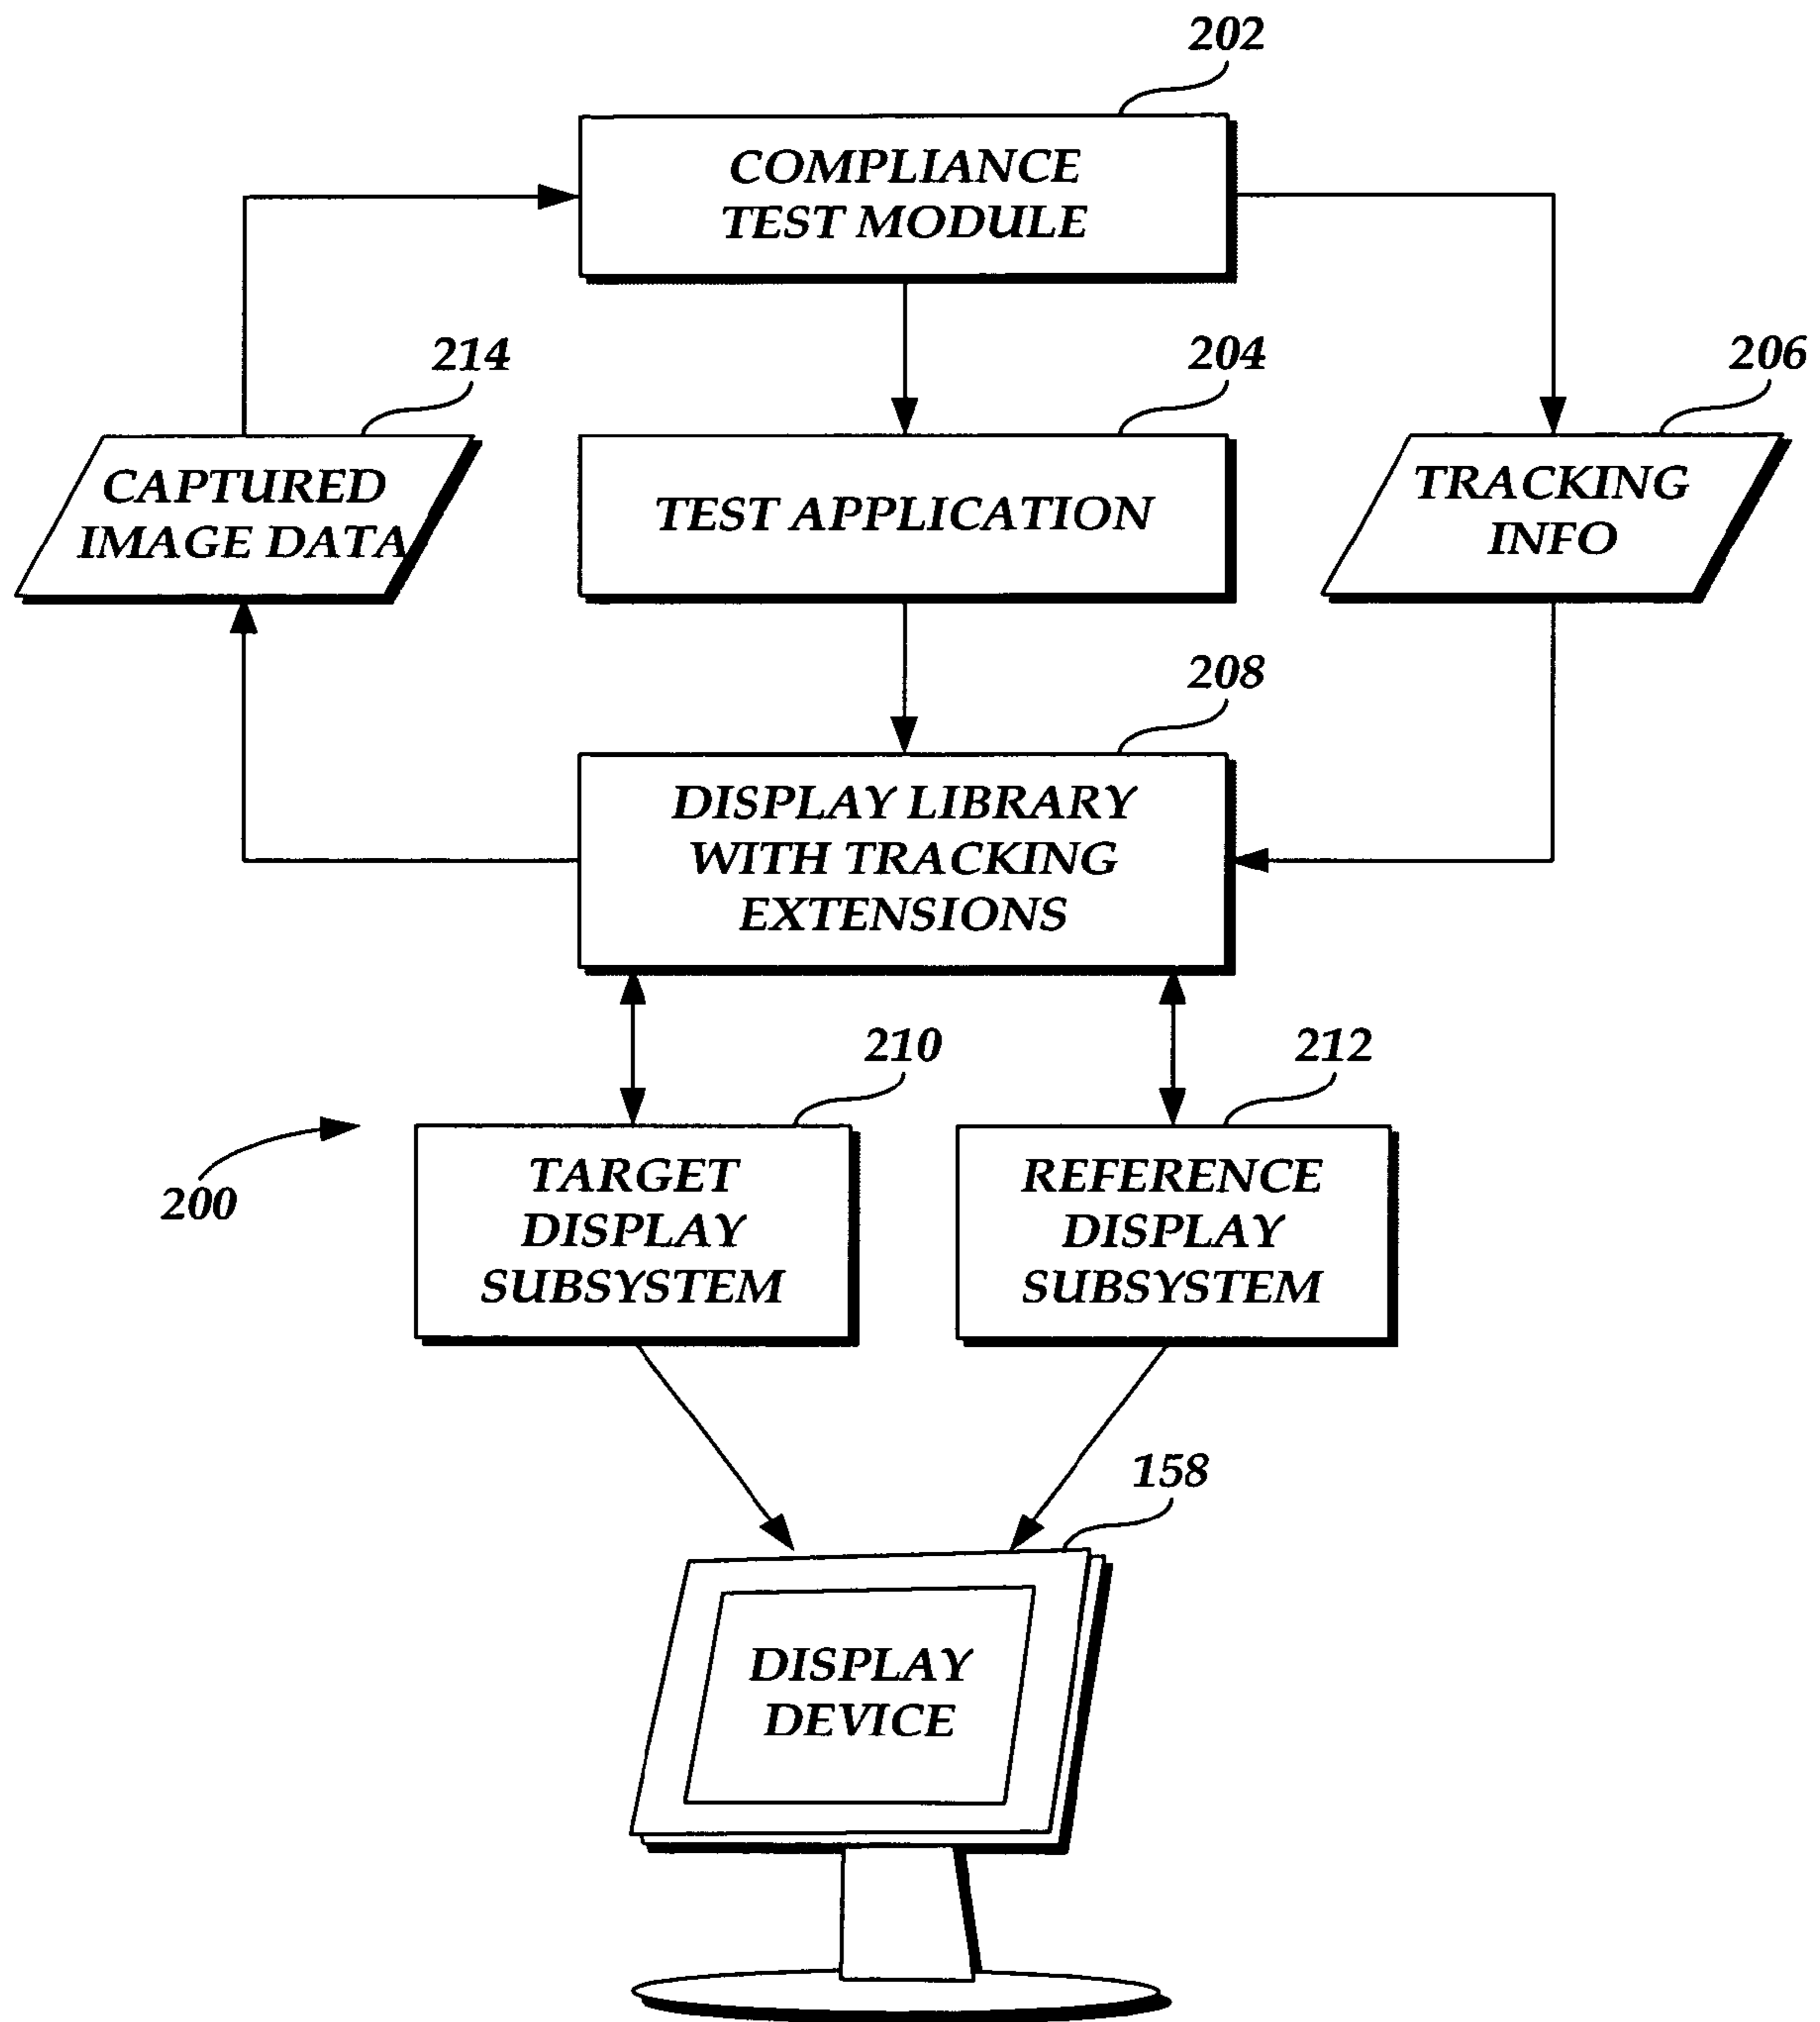 202
COMPLIANCE
TEST MODULE
214
204
206
CAPTURED
IMAGE DATA
TEST APPLICATION
TRACKING
INFO
208
DISPLAY LIBRARY
WITH TRACKING
EXTENSIONS
210
212
200
TARGET
DISPLAY
SUBSYSTEM
REFERENCE
DISPLAY
SUBSYSTEM
158
DISPLAY
DEVICE